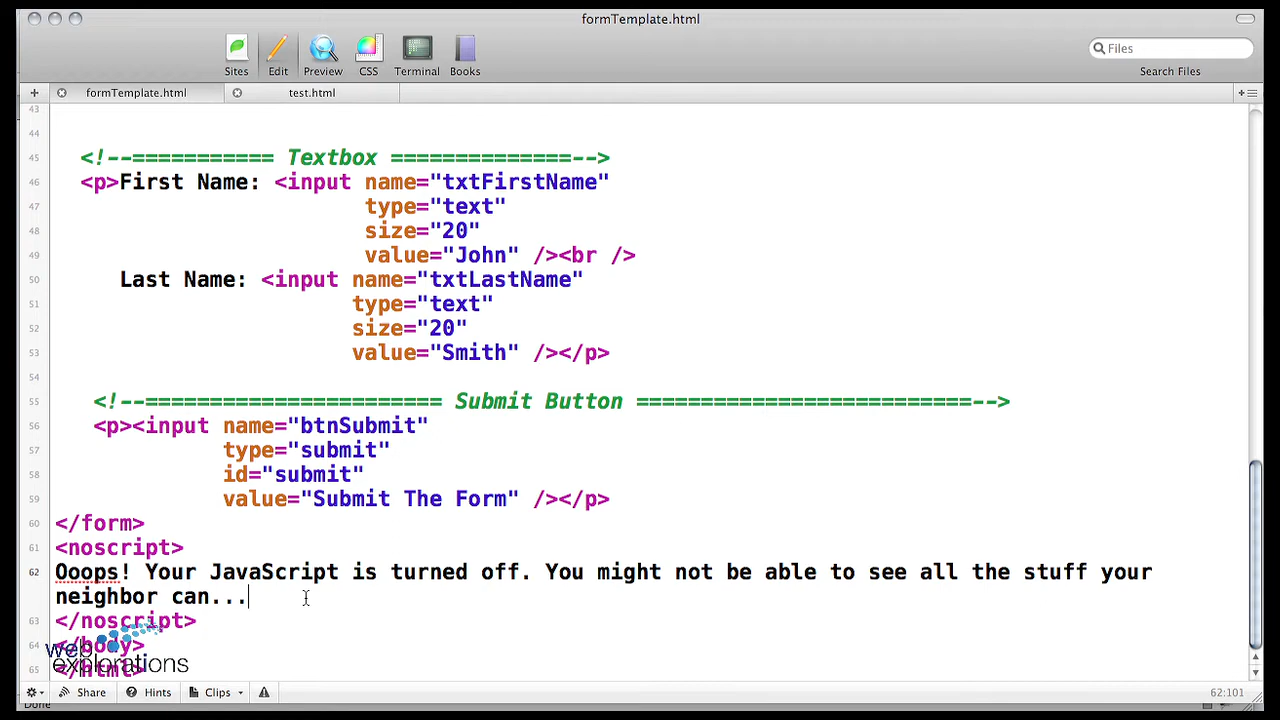 formTemplate.html
Sites Edit Preview CSS Terminal Books
Files
Search Files
formTemplate.html test.html
43
44
45 <!--=========== Textbox ==============-->
46 <p>First Name: <input name="txtFirstName"
47 type="text"
48 size="20"
49 value="John" /><br />
50 Last Name: <input name="txtLastName"
51 type="text"
52 size="20"
53 value="Smith" /></p>
54
55 <!--======================= Submit Button ==========================-->
56 <p><input name="btnSubmit"
57 type="submit"
58 id="submit"
59 value="Submit The Form" /></p>
60 </form>
61 <noscript>
62 Ooops! Your JavaScript is turned off. You might not be able to see all the stuff your
neighbor can...
63 </noscript>
64 </body>
65 </html>
web explorations
Share Hints Clips 62:101
Done